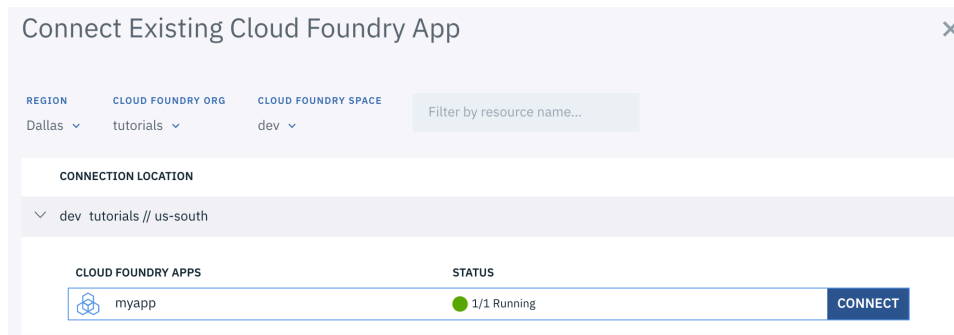 Connect Existing Cloud Foundry App
REGION CLOUD FOUNDRY ORG CLOUD FOUNDRY SPACE
Filter by resource name...
Dallas tutorials dev
CONNECTION LOCATION
dev tutorials // us-south
CLOUD FOUNDRY APPS STATUS
myapp 1/1 Running CONNECT